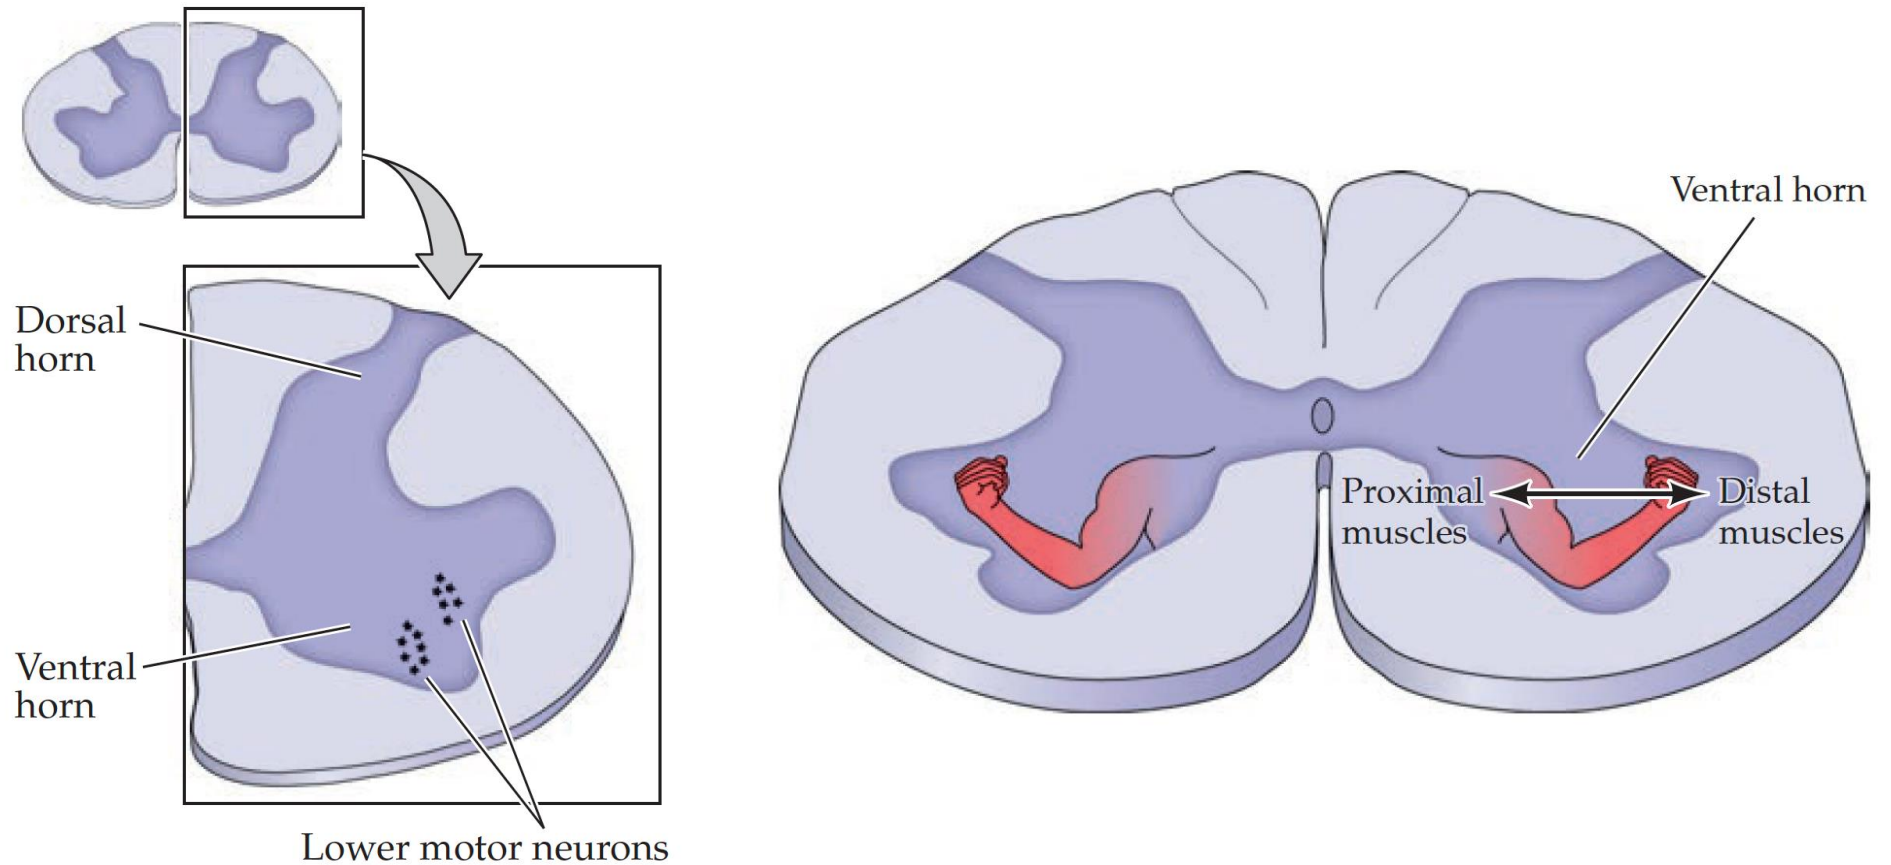 Dorsal
horn
Ventral
horn
Lower motor neurons
Ventral horn
Proximal
muscles
Distal
muscles